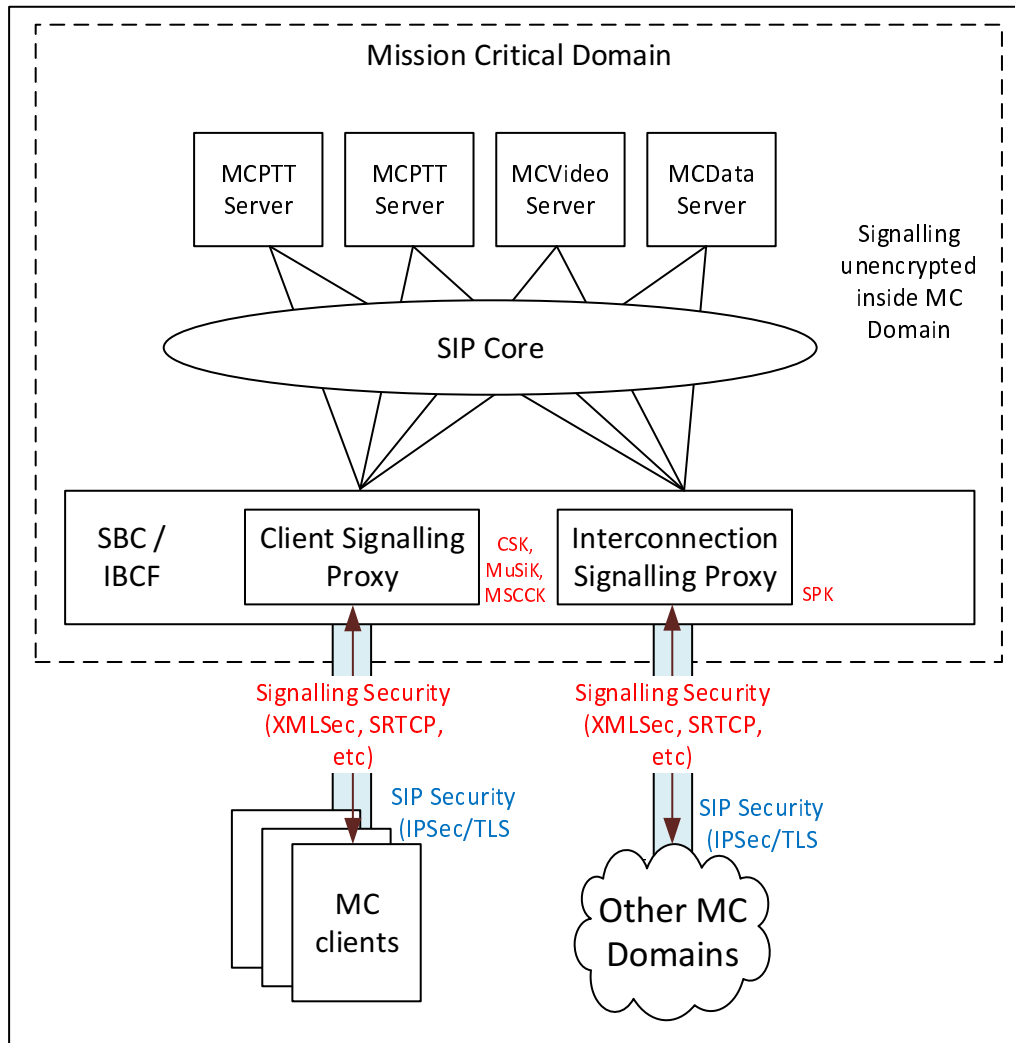 Mission Critical Domain
MCPTT
Server
MCPTT
Server
MCVideo
Server
MCData
Server
Signalling
unencrypted
inside MC
Domain
SIP Core
SBC /
IBCF
Client Signalling
Proxy
CSK,
MuSiK,
MSCCK
Interconnection
Signalling Proxy
SPK
Signalling Security
(XMLSec, SRTCP,
etc)
Signalling Security
(XMLSec, SRTCP,
etc)
SIP Security
(IPSec/TLS
SIP Security
(IPSec/TLS
MC
clients
Other MC
Domains